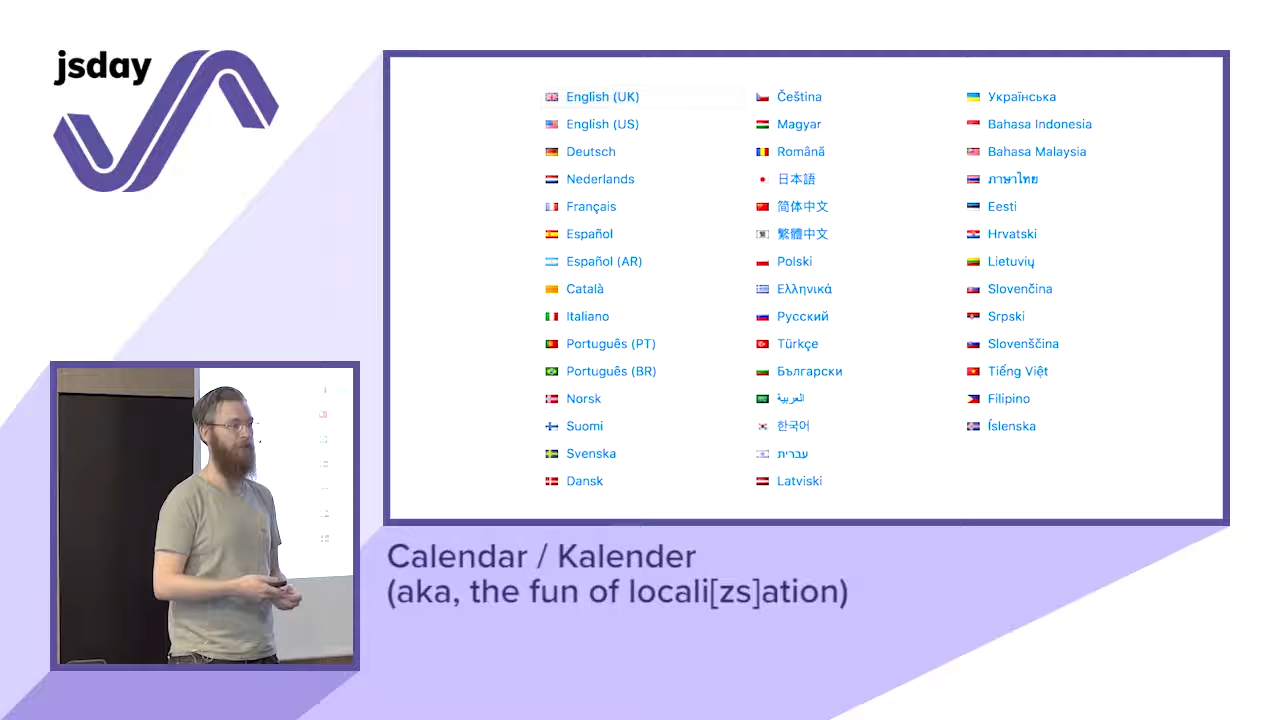 jsday
English (UK)
English (US)
Deutsch
Nederlands
Français
Español
Español (AR)
Català
Italiano
Português (PT)
Português (BR)
Norsk
Suomi
Svenska
Dansk
Čeština
Magyar
Română
日本語
简体中文
繁體中文
Polski
Ελληνικά
Русский
Türkçe
Български
العربية
한국어
עברית
Latviski
Українська
Bahasa Indonesia
Bahasa Malaysia
ภาษาไทย
Eesti
Hrvatski
Lietuvių
Slovenčina
Srpski
Slovenščina
Tiếng Việt
Filipino
Íslenska
Calendar / Kalender
(aka, the fun of locali[zs]ation)